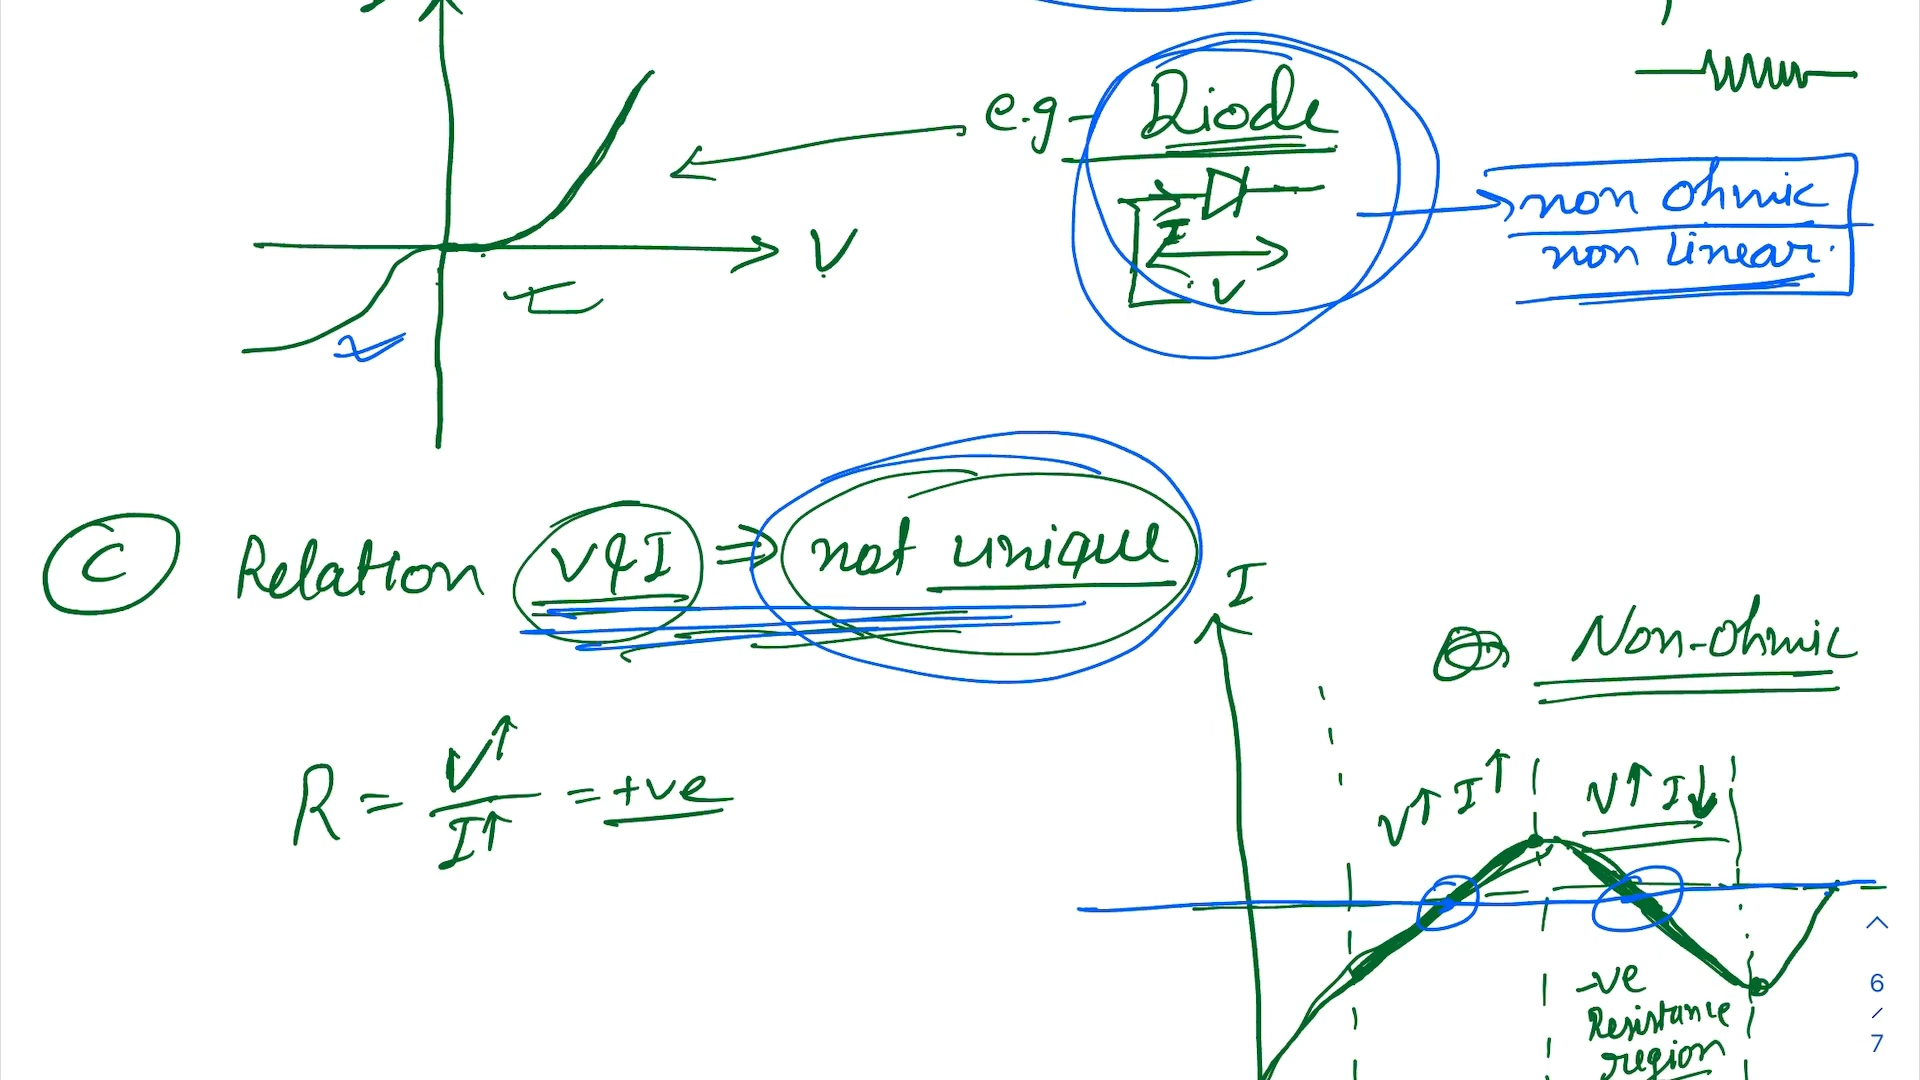 e.g - Diode
I
V
V
non ohmic
non linear.
C Relation V & I ⇒ not unique
I
Non-ohmic
R = V↑ / I↑ = +ve
V↑ I↑
V↑ I↓
-ve
Resistance
region
6
/
7